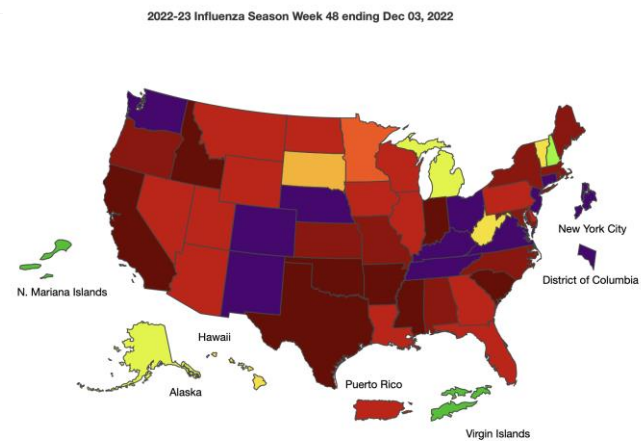 2022-23 Influenza Season Week 48 ending Dec 03, 2022
New York City
District of Columbia
N. Mariana Islands
Hawaii
Alaska
Puerto Rico
Virgin Islands